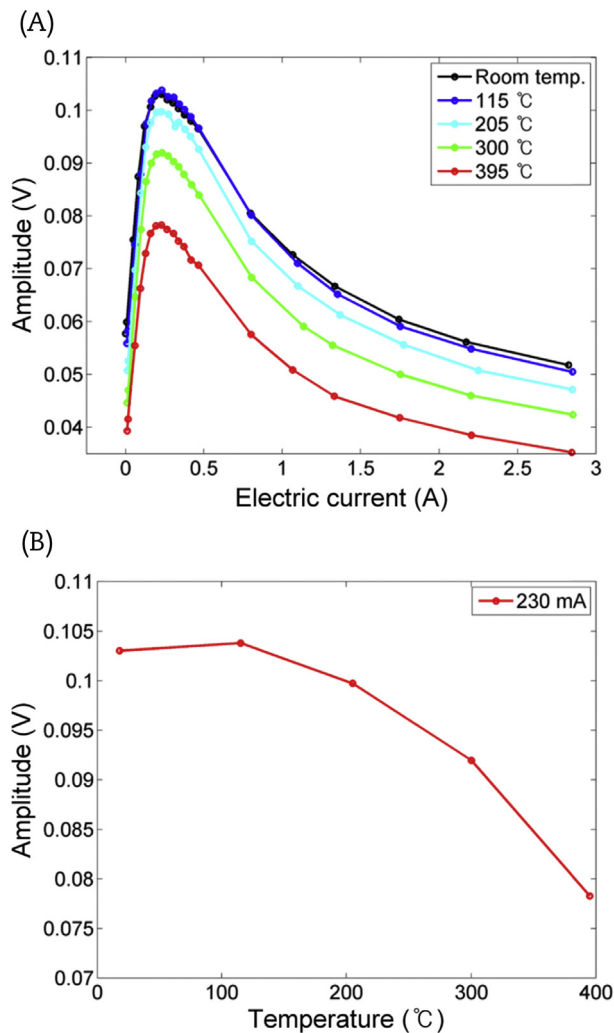 (A)
0.11
0.1
0.09
0.08
0.07
0.06
0.05
0.04
Amplitude (V)
Room temp.
115 ℃
205 ℃
300 ℃
395 ℃
0 0.5 1 1.5 2 2.5 3
Electric current (A)
(B)
0.11
0.105
0.1
0.095
0.09
0.085
0.08
0.075
0.07
Amplitude (V)
230 mA
0 100 200 300 400
Temperature (℃)